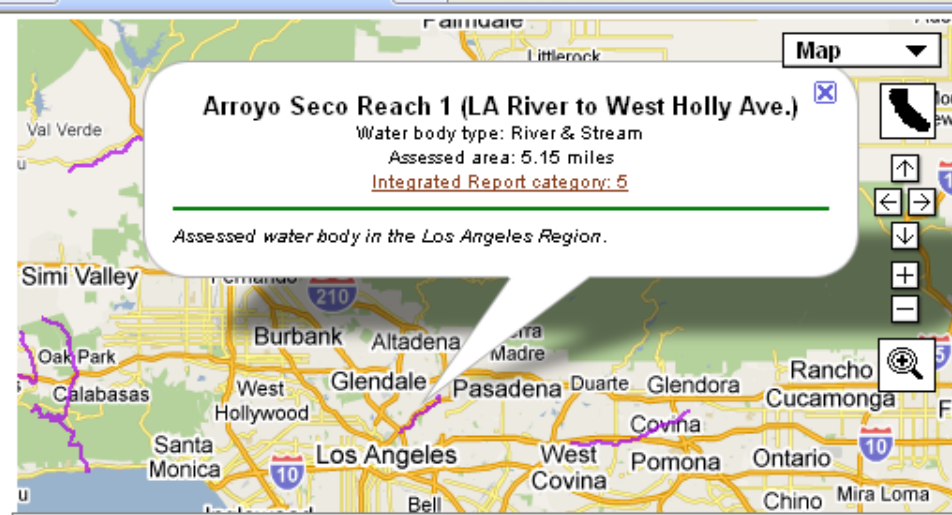 Palmdale
Littlerock
Map
Arroyo Seco Reach 1 (LA River to West Holly Ave.)
Water body type: River & Stream
Assessed area: 5.15 miles
Integrated Report category: 5
Assessed water body in the Los Angeles Region.
Val Verde
Simi Valley
210
Burbank
Altadena
Madre
Oak Park
Calabasas
West
Hollywood
Glendale
Pasadena
Duarte
Glendora
Rancho
Cucamonga
Covina
Santa
Monica
10
Los Angeles
West
Covina
Pomona
Ontario
10
Bell
Chino
Mira Loma